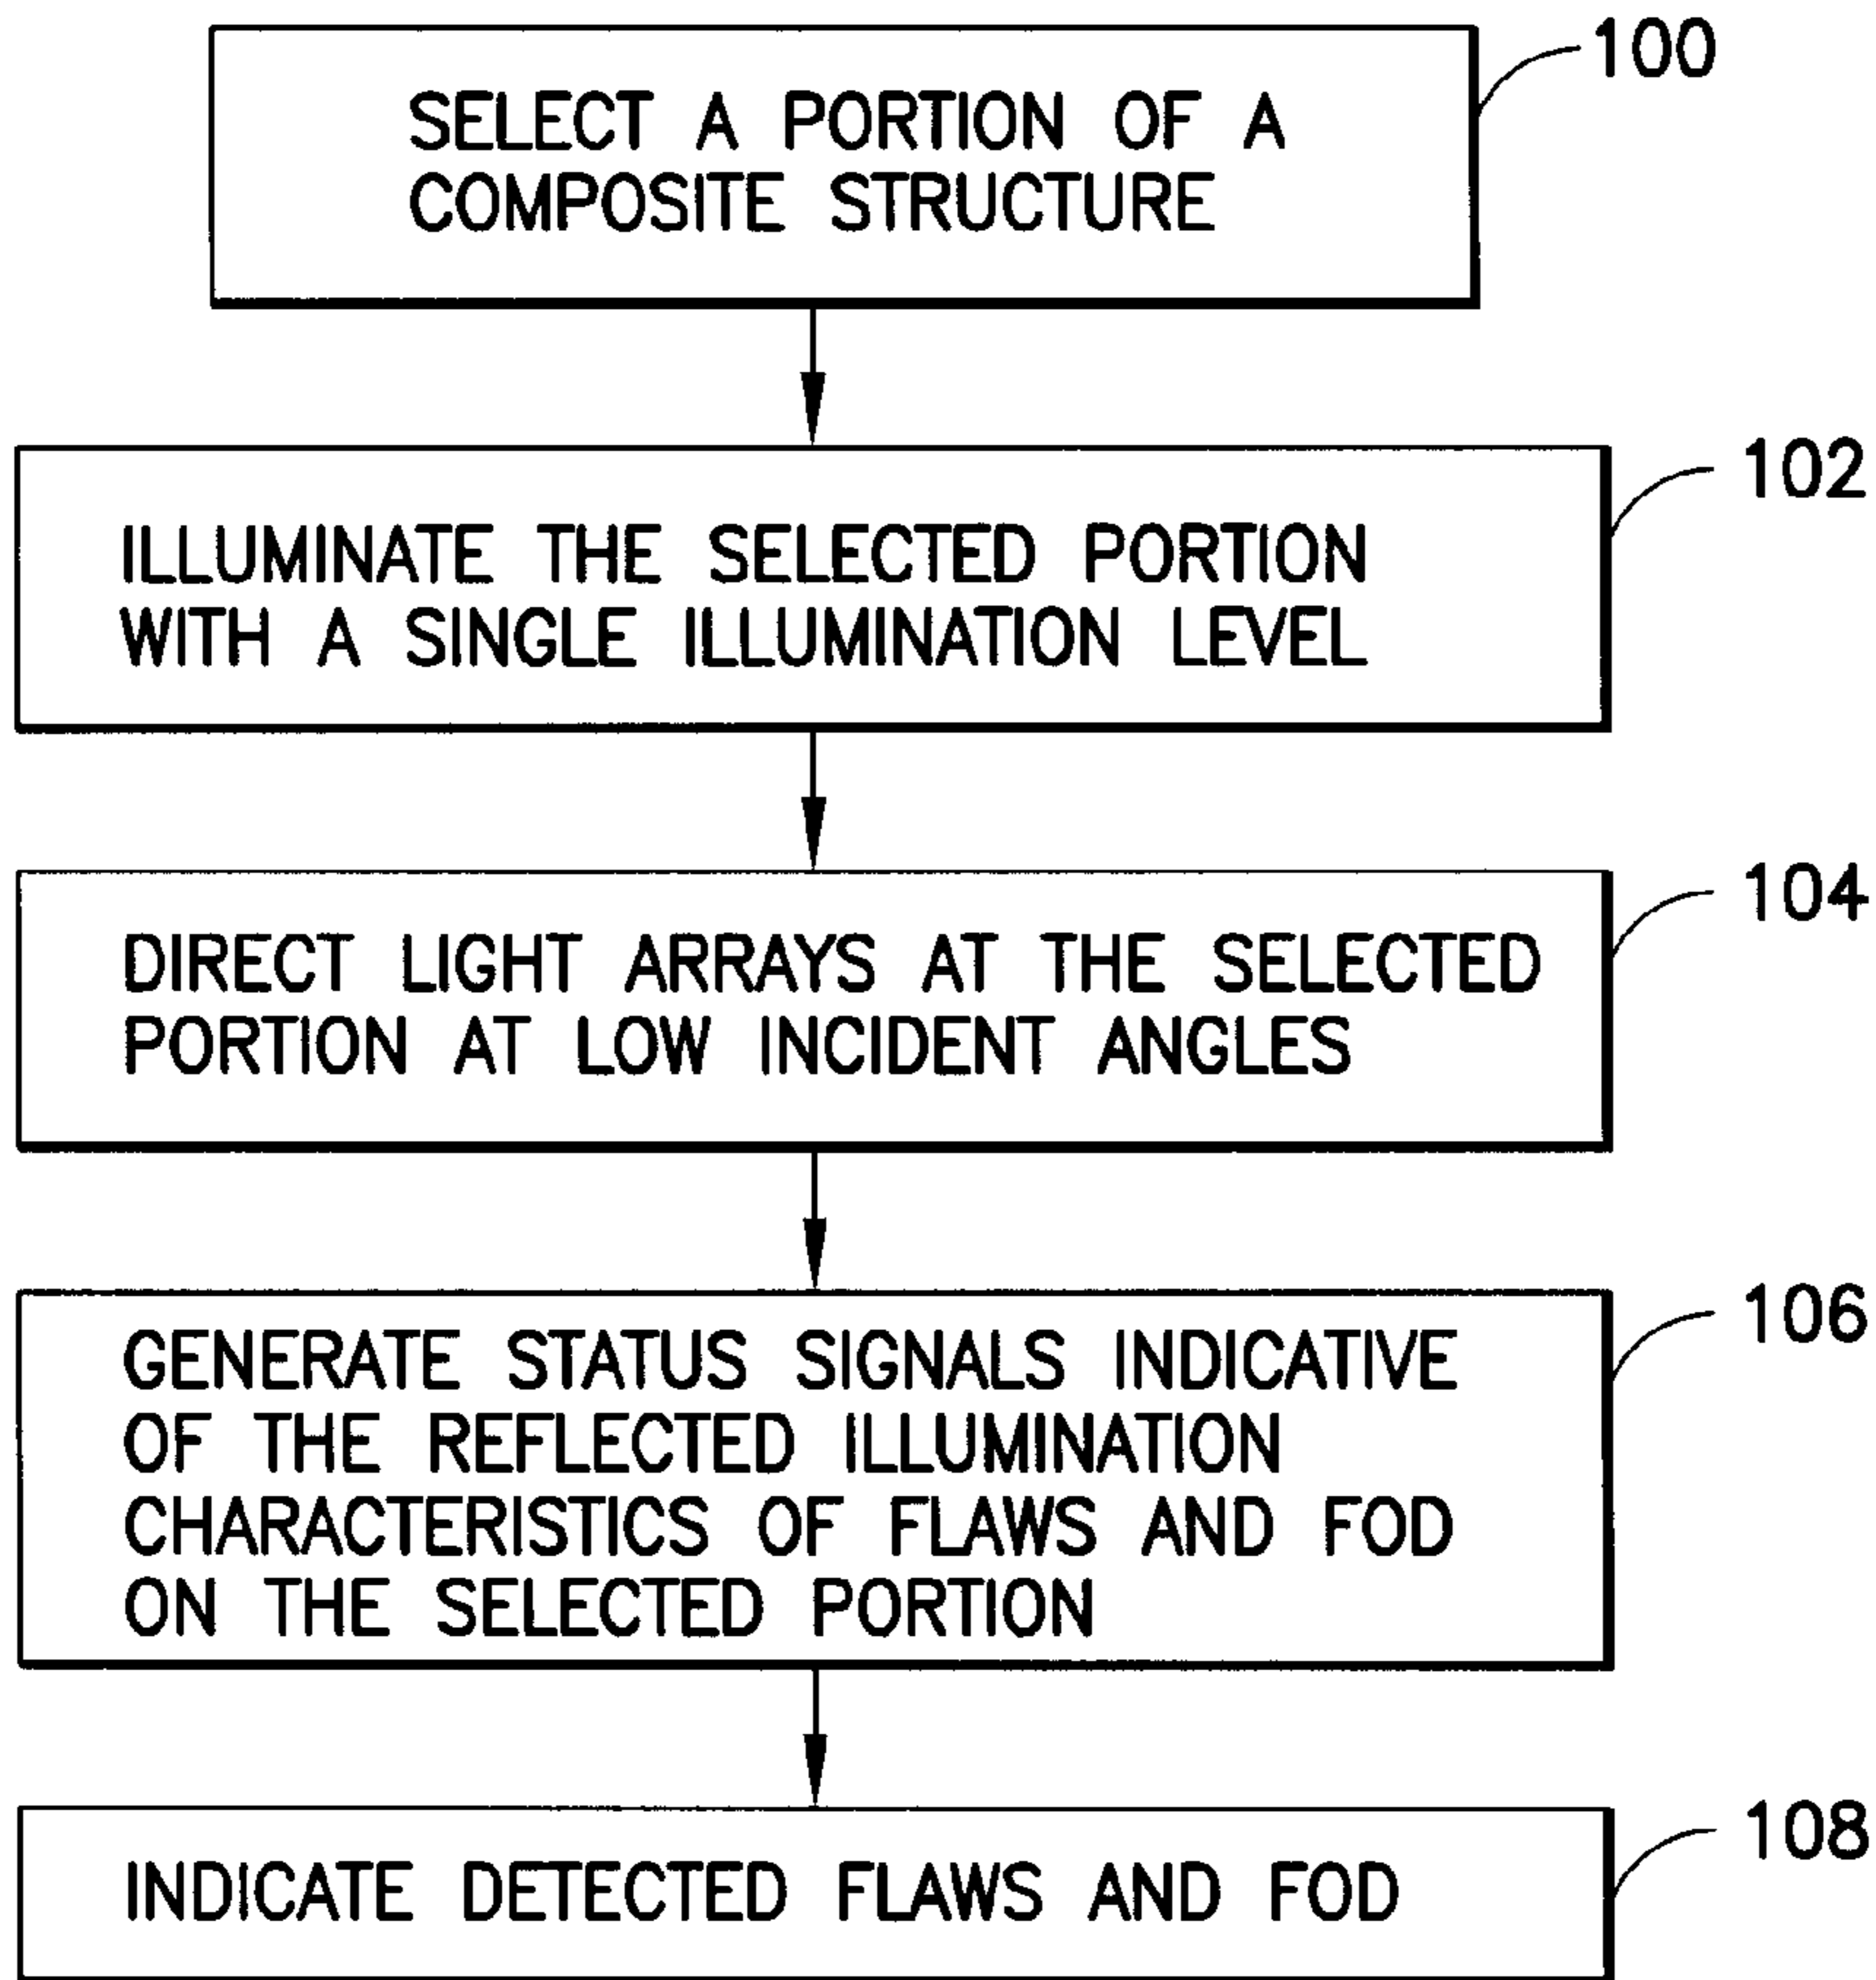 100
SELECT A PORTION OF A
COMPOSITE STRUCTURE
102
ILLUMINATE THE SELECTED PORTION
WITH A SINGLE ILLUMINATION LEVEL
104
DIRECT LIGHT ARRAYS AT THE SELECTED
PORTION AT LOW INCIDENT ANGLES
106
GENERATE STATUS SIGNALS INDICATIVE
OF THE REFLECTED ILLUMINATION
CHARACTERISTICS OF FLAWS AND FOD
ON THE SELECTED PORTION
108
INDICATE DETECTED FLAWS AND FOD